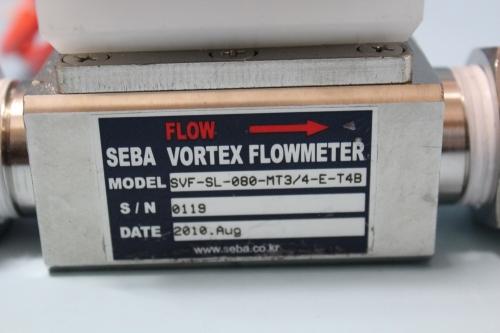 FLOW
SEBA VORTEX FLOWMETER
MODEL SVF-SL-080-MT3/4-E-T4B
S / N 0119
DATE 2010.Aug
www.seba.co.kr